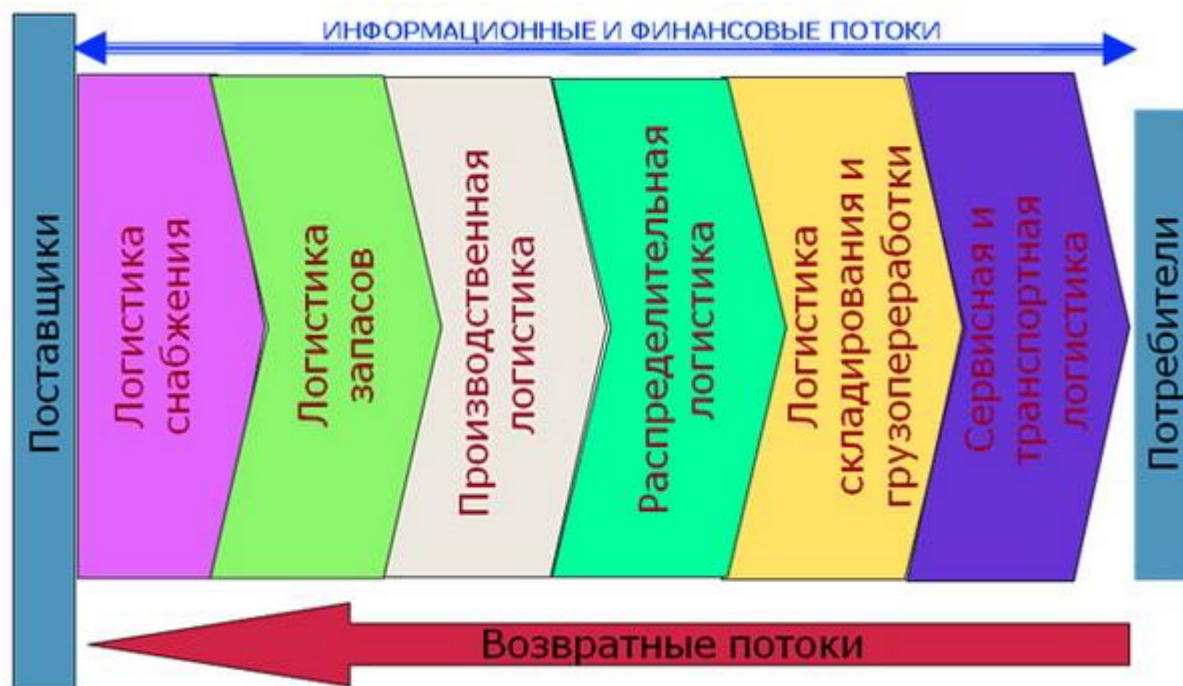 ИНФОРМАЦИОННЫЕ И ФИНАНСОВЫЕ ПОТОКИ
Поставщики
Логистика
снабжения
Логистика
запасов
Производственная
логистика
Распределительная
логистика
Логистика
складирования и
грузопереработки
Сервисная и
транспортная
логистика
Потребители
Возвратные потоки